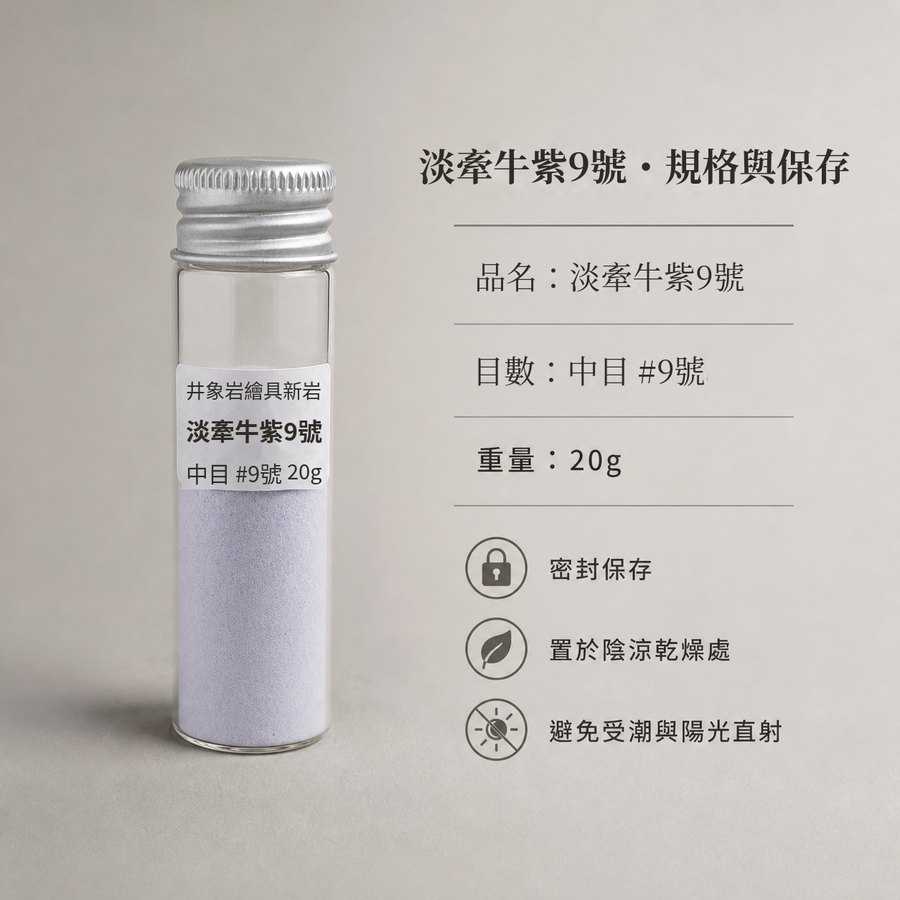 淡牽牛紫9號・規格與保存
品名：淡牽牛紫9號
目數：中目 #9號
重量：20g
密封保存
置於陰涼乾燥處
避免受潮與陽光直射
井象岩繪具新岩
淡牽牛紫9號
中目 #9號 20g